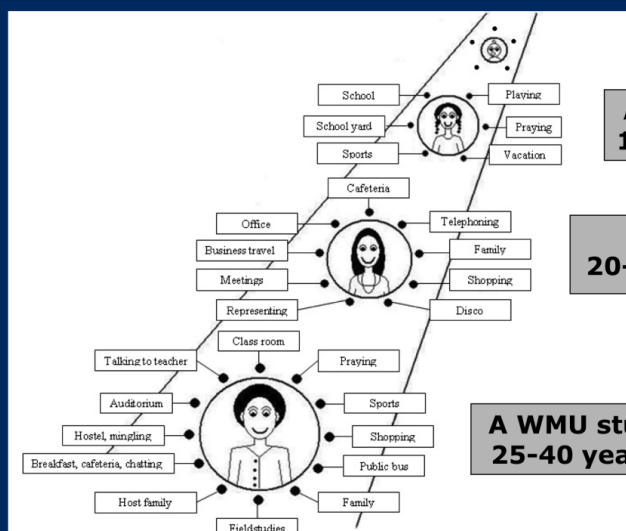 School
Playing
School yard
Praying
Sports
Vacation
Cafeteria
Office
Telephoning
Business travel
Family
Meetings
Shopping
Representing
Disco
20-
Class room
Talking to teacher
Praying
Auditorium
Sports
Hostel, mingling
Shopping
Breakfast, cafeteria, chatting
Public bus
Host family
Family
Fieldstudies
A WMU stu
25-40 yea